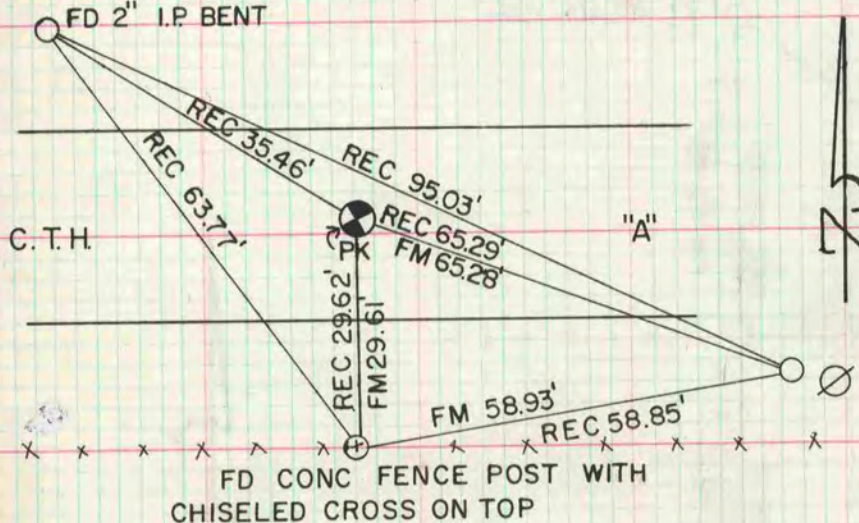 FD 2" I.P. BENT
REC 35.46'
REC 95.03'
REC 63.77'
C. T. H.
"A"
PK
REC 65.29'
FM 65.28'
REC 29.62'
FM 29.61'
FM 58.93'
REC 58.85'
FD CONC FENCE POST WITH
CHISELED CROSS ON TOP